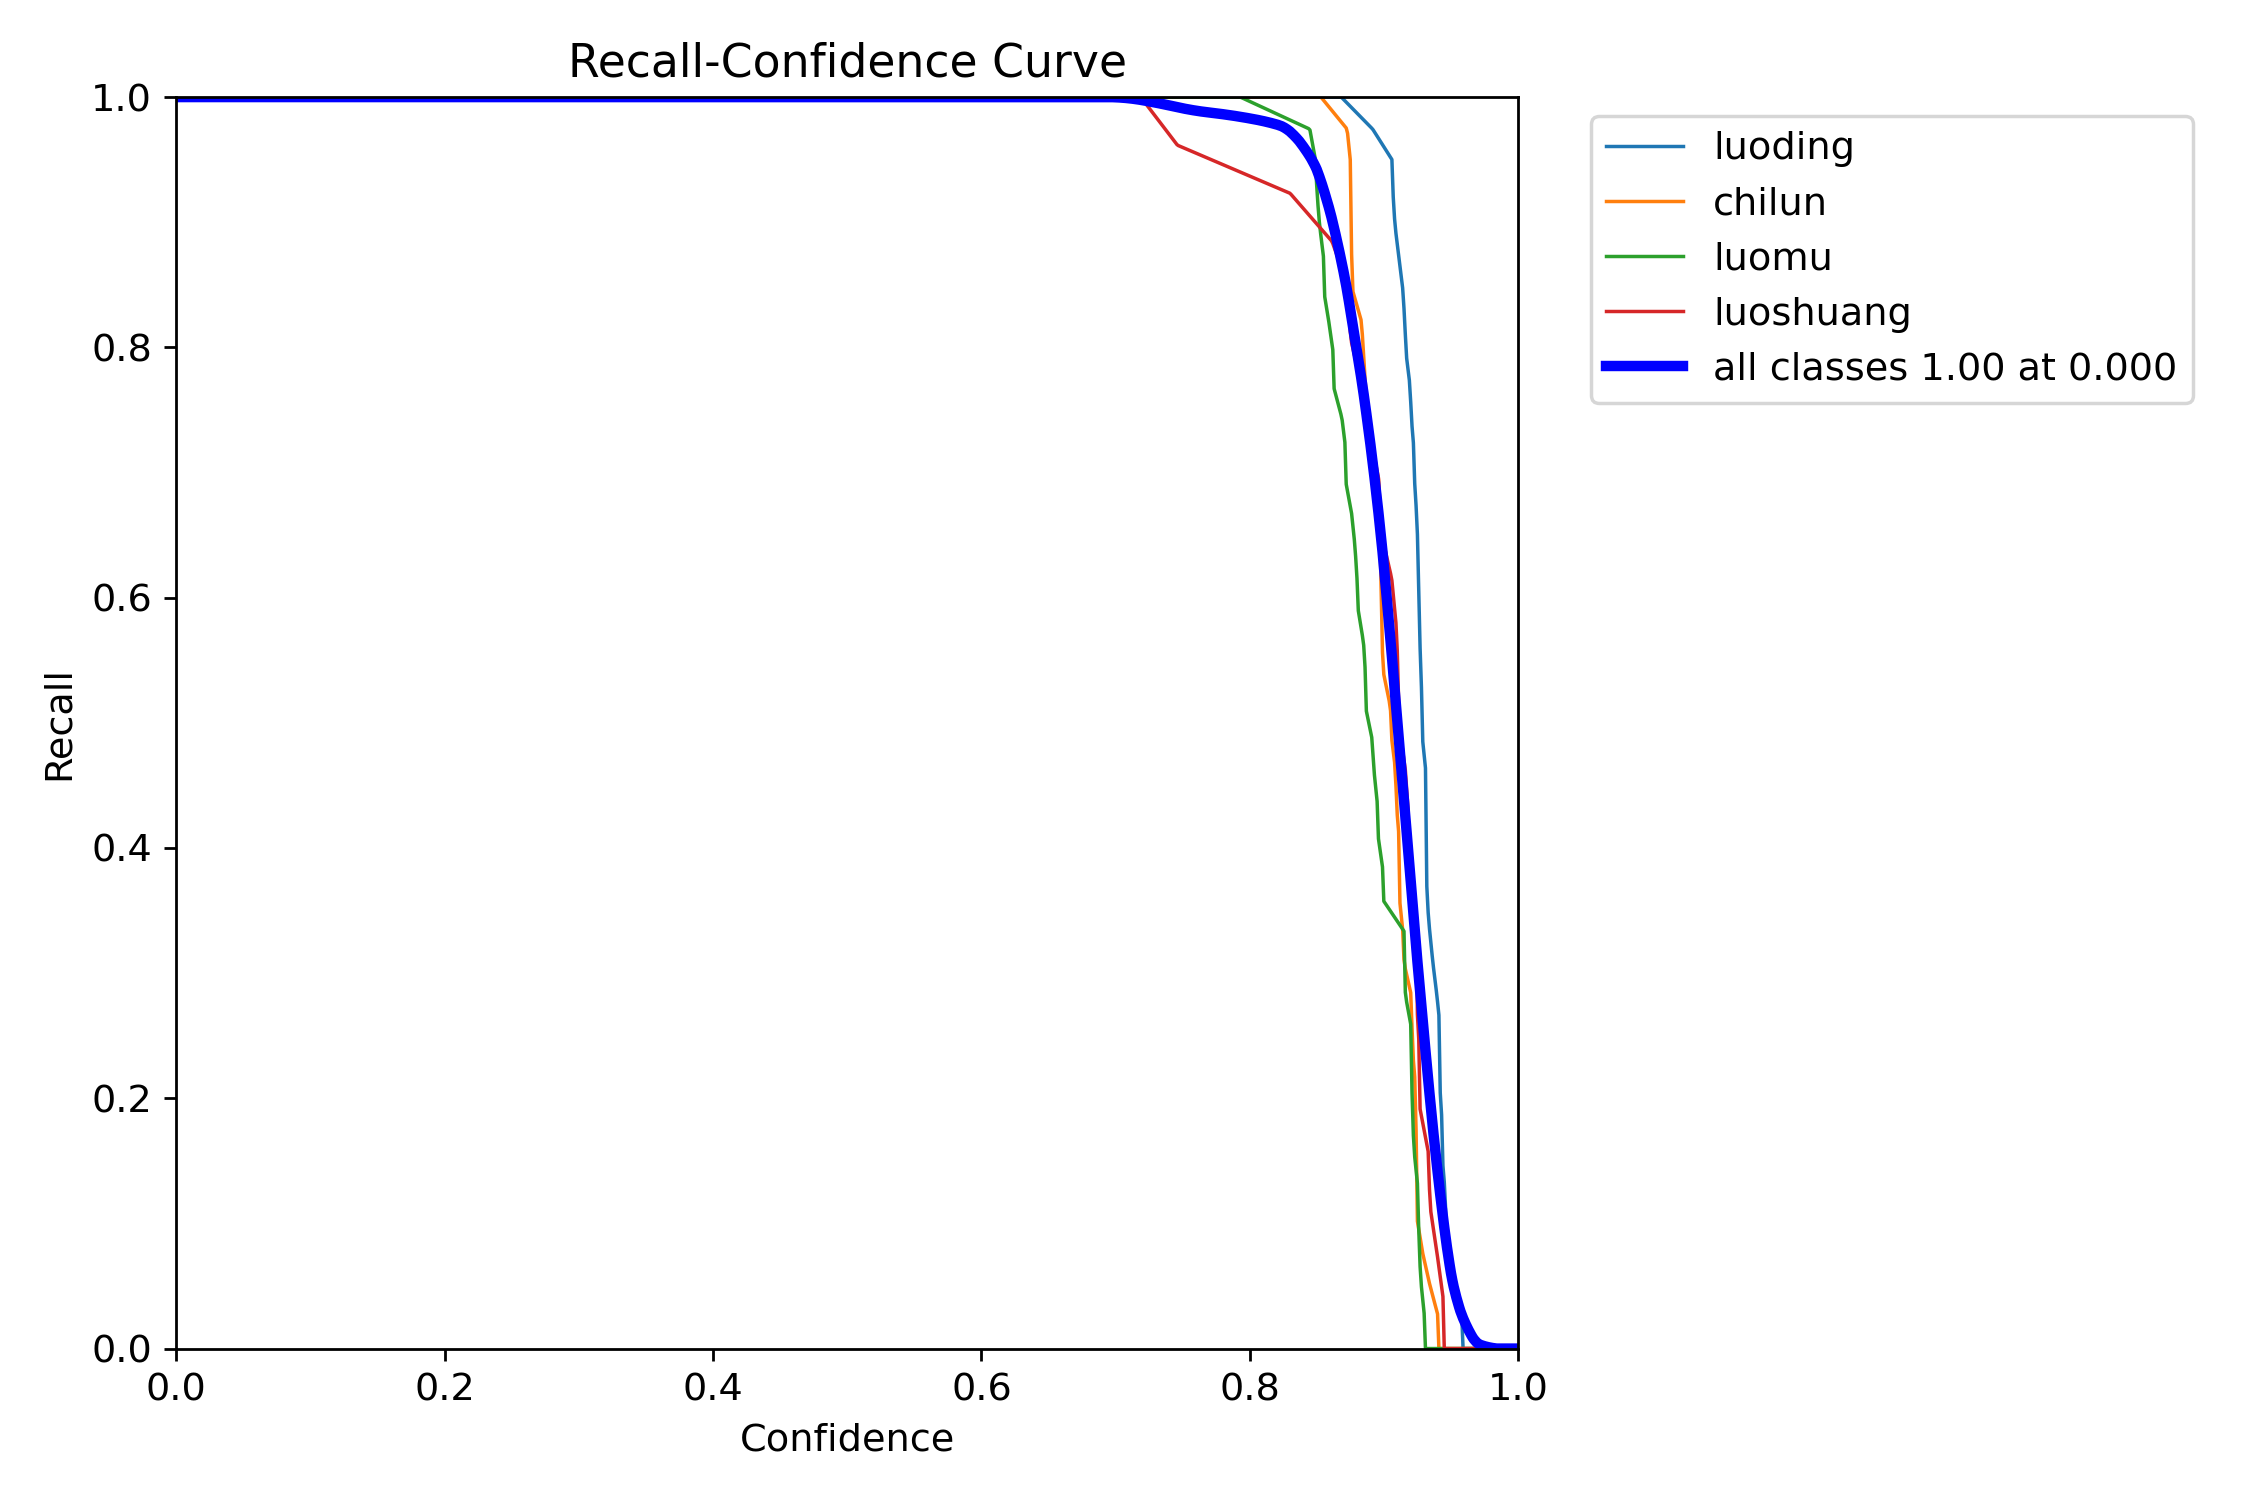 Recall-Confidence Curve
1.0
0.8
0.6
0.4
0.2
0.0
Recall
0.0 0.2 0.4 0.6 0.8 1.0
Confidence
luoding
chilun
luomu
luoshuang
all classes 1.00 at 0.000